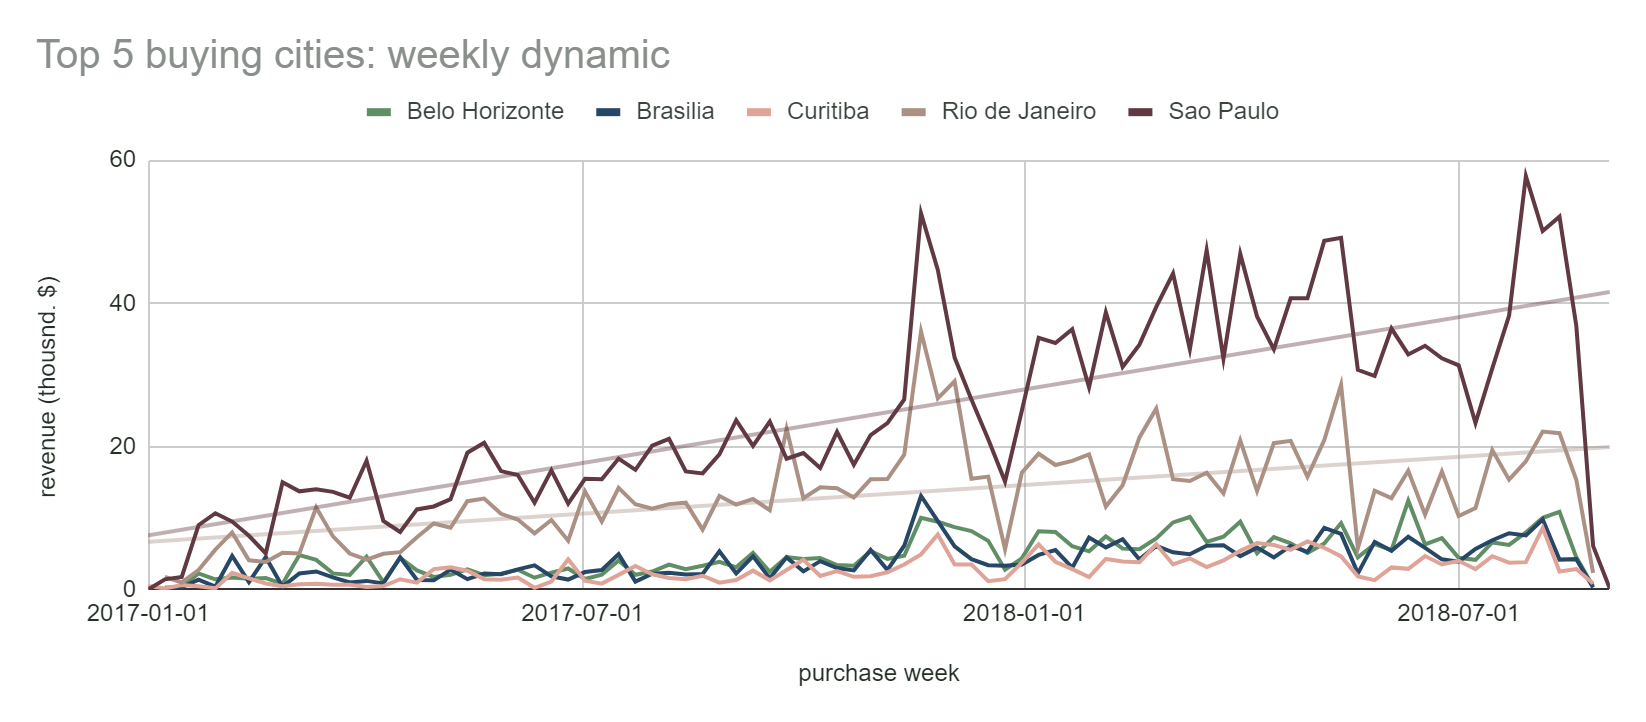 Top 5 buying cities: weekly dynamic
Belo Horizonte Brasilia Curitiba Rio de Janeiro Sao Paulo
60
40
20
0
revenue (thousnd. $)
2017-01-01 2017-07-01 2018-01-01 2018-07-01
purchase week